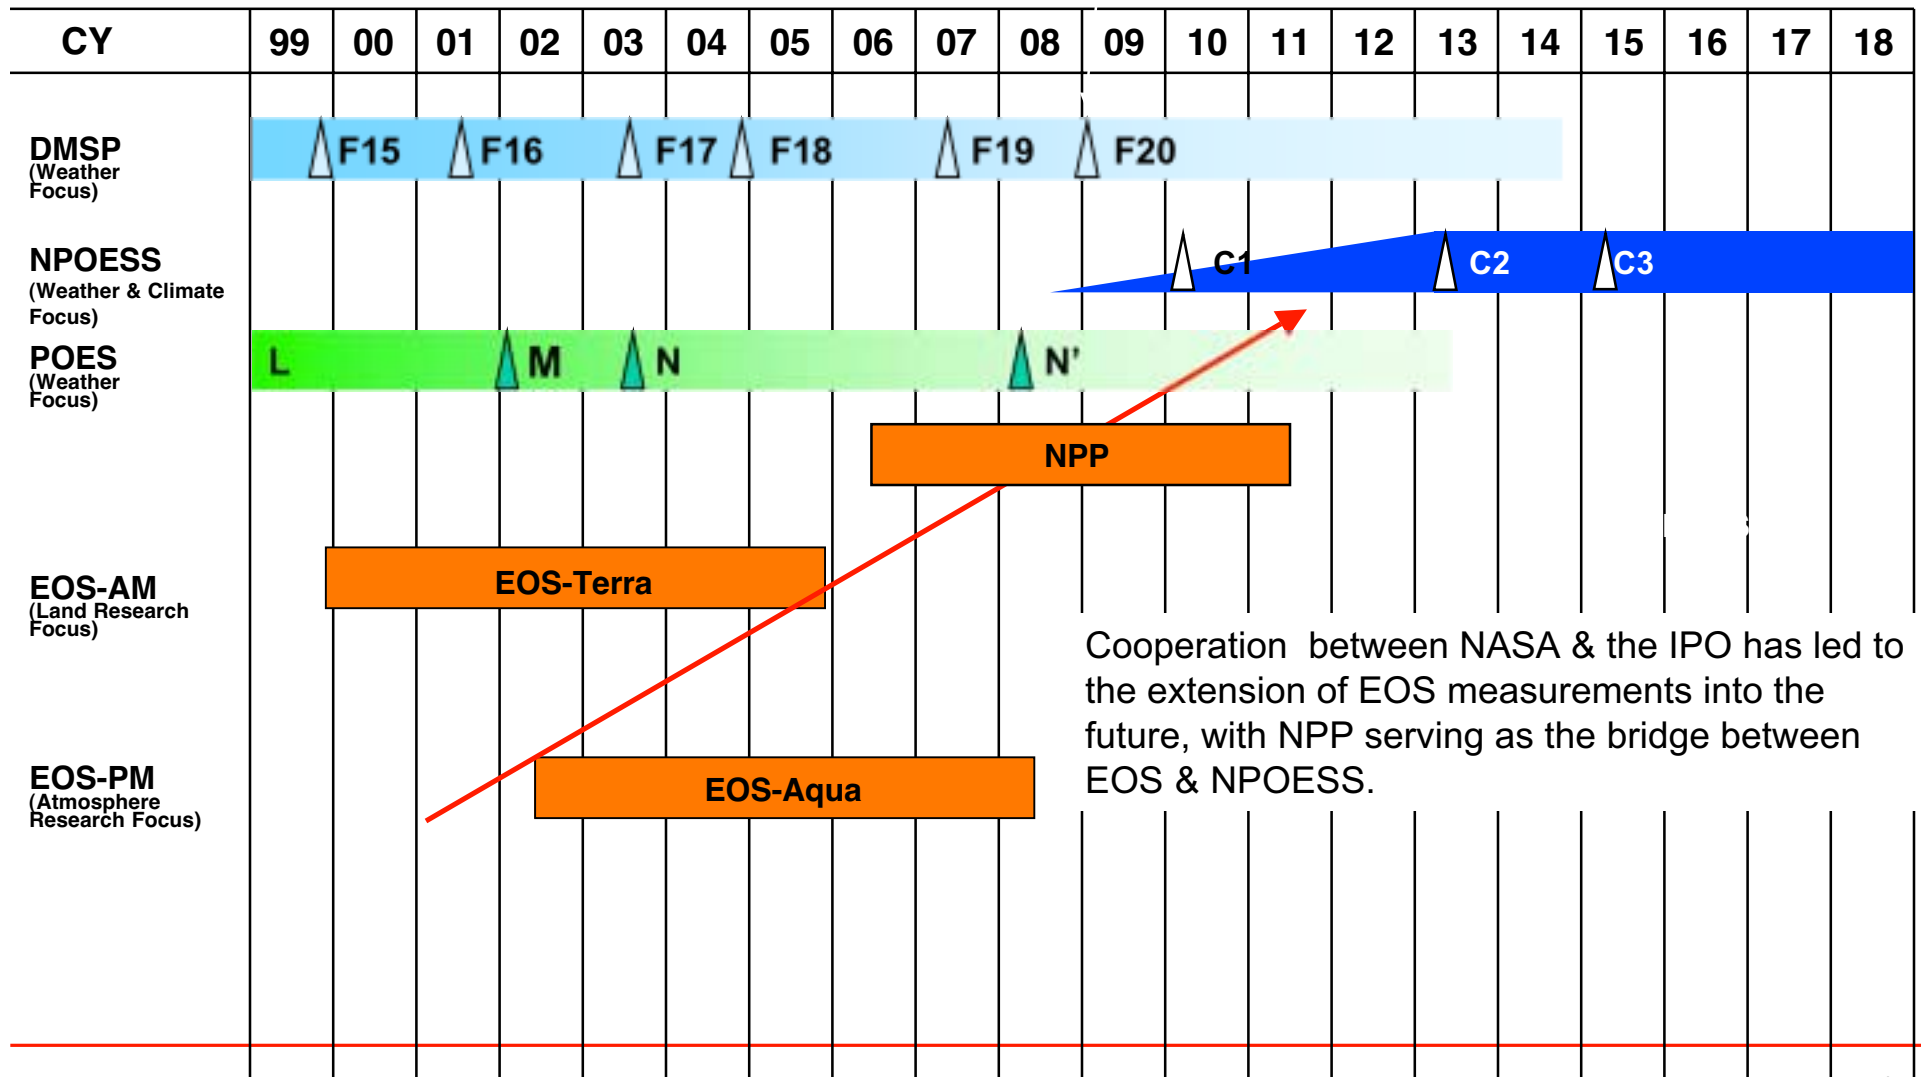 CY 99 00 01 02 03 04 05 06 07 08 09 10 11 12 13 14 15 16 17 18
DMSP
(Weather
Focus)
F15 F16 F17 F18 F19 F20
NPOESS
(Weather & Climate
Focus)
C1 C2 C3
POES
(Weather
Focus)
L M N N'
NPP
EOS-AM
(Land Research
Focus)
EOS-Terra
Cooperation between NASA & the IPO has led to
the extension of EOS measurements into the
future, with NPP serving as the bridge between
EOS & NPOESS.
EOS-PM
(Atmosphere
Research Focus)
EOS-Aqua